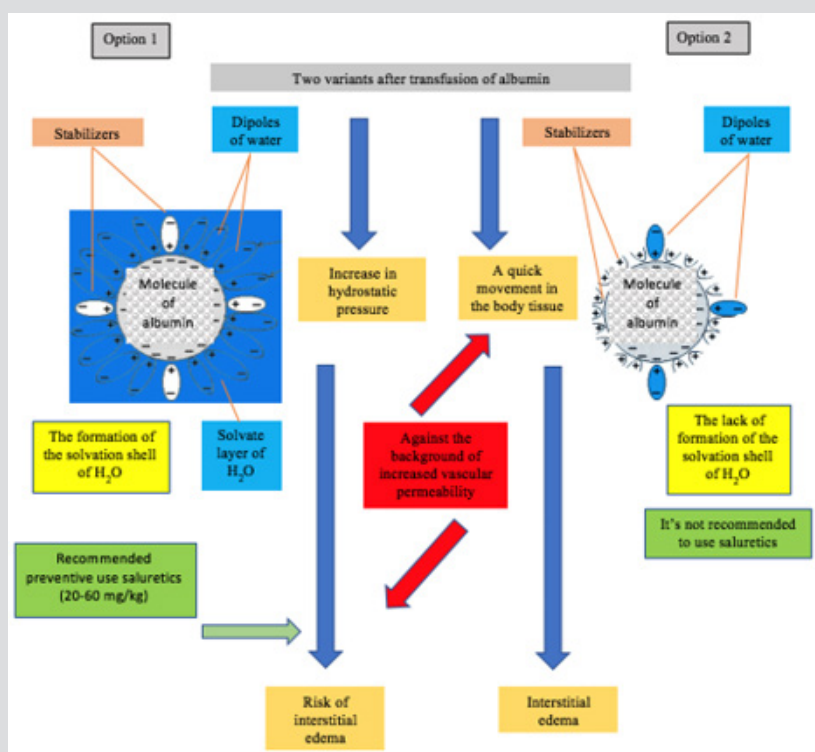 Option 1
Option 2
Two variants after transfusion of albumin
Stabilizers
Dipoles
of water
Stabilizers
Dipoles
of water
Molecule
of
albumin
Increase in
hydrostatic
pressure
A quick
movement in
the body tissue
Molecule
of
albumin
The formation of
the solvation shell
of H₂O
Solvate
layer of
H₂O
Against the
background of
increased vascular
permeability
The lack of
formation of the
solvation shell
of H₂O
It's not recommended
to use saluretics
Recommended
preventive use saluretics
(20-60 mg/kg)
Risk of
interstitial
edema
Interstitial
edema